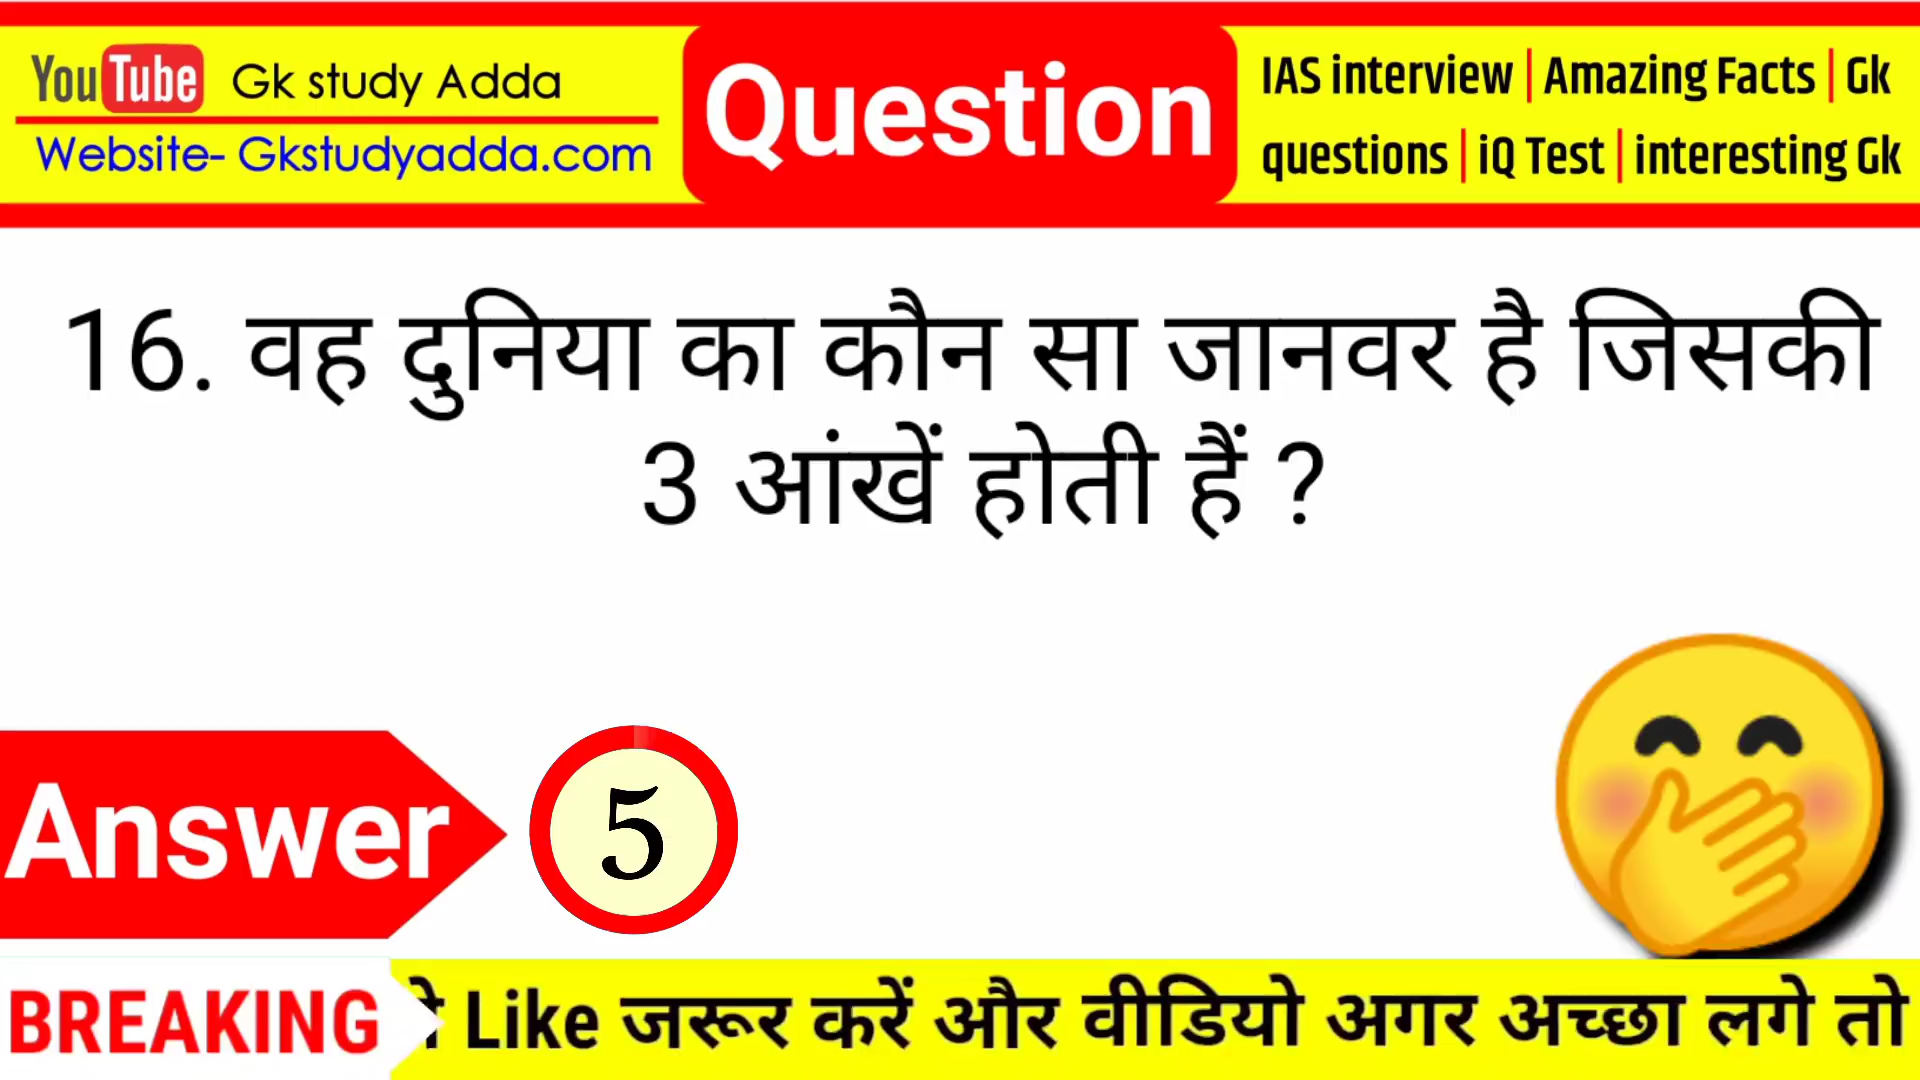 YouTube Gk study Adda
Website- Gkstudyadda.com
Question
IAS interview | Amazing Facts | Gk
questions | iQ Test | interesting Gk
16. वह दुनिया का कौन सा जानवर है जिसकी
3 आंखें होती हैं ?
Answer
5
BREAKING
Like जरूर करें और वीडियो अगर अच्छा लगे तो